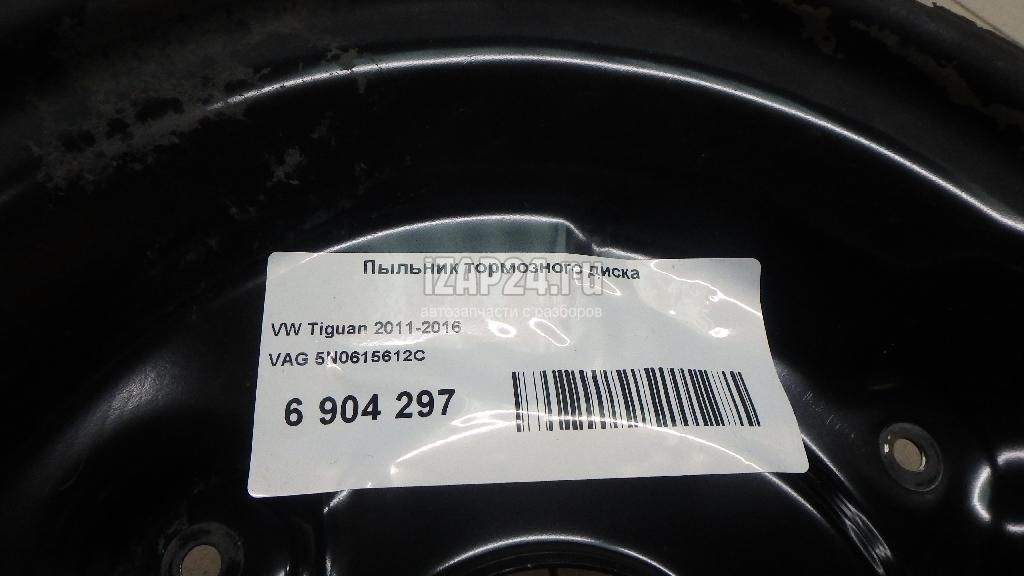 Пыльник тормозного диска
iZAP24.ru
автозапчасти с разборов
VW Tiguan 2011-2016
VAG 5N0615612C
6 904 297